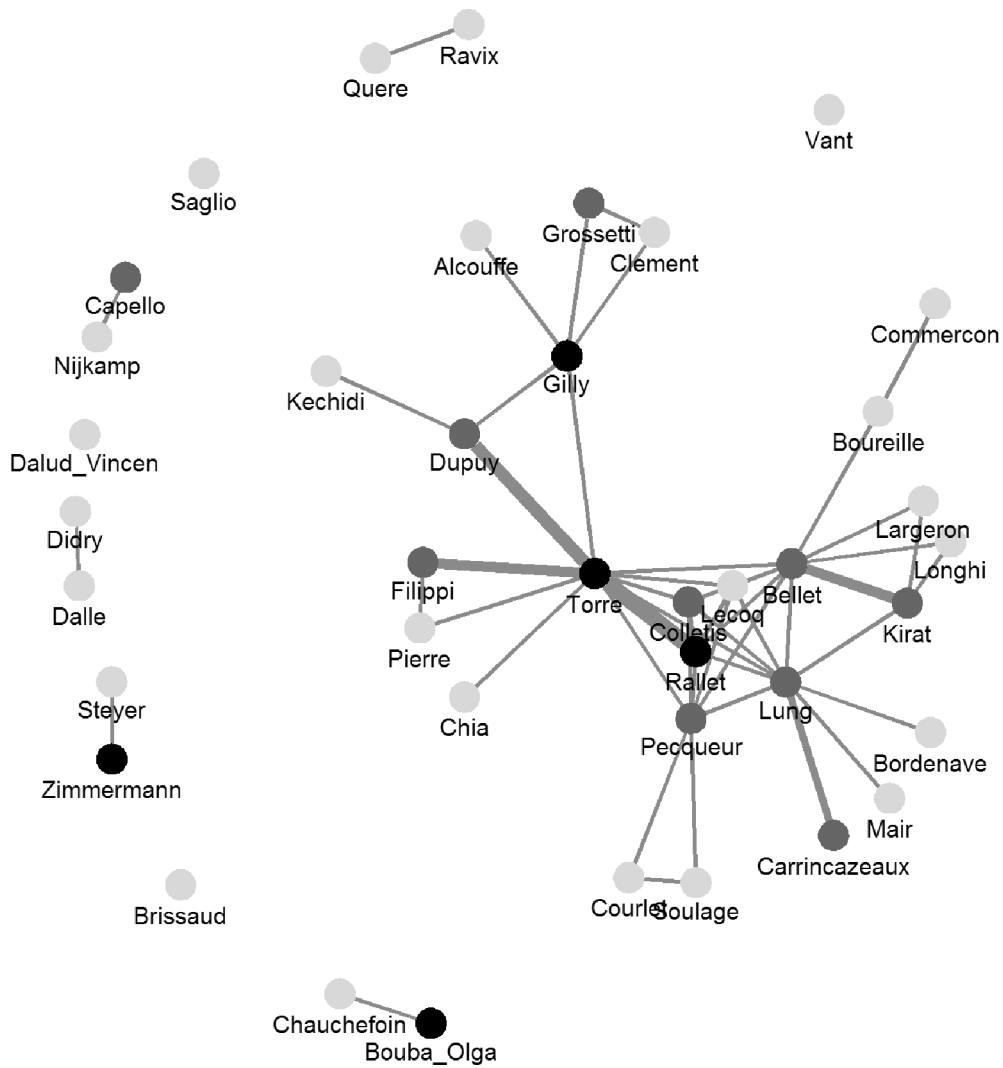 Ravix
Quere
Vant
Saglio
Grossetti
Clement
Alcouffe
Capello
Commercon
Nijkamp
Gilly
Kechidi
Boureille
Dupuy
Dalud_Vincen
Largeron
Didry
Longhi
Filippi
Torre
Bellet
Lecoq
Dalle
Colletis
Kirat
Pierre
Rallet
Steyer
Lung
Chia
Pecqueur
Bordenave
Zimmermann
Mair
Carrincazeaux
Courlet
Soulage
Brissaud
Chauchefoin
Bouba_Olga